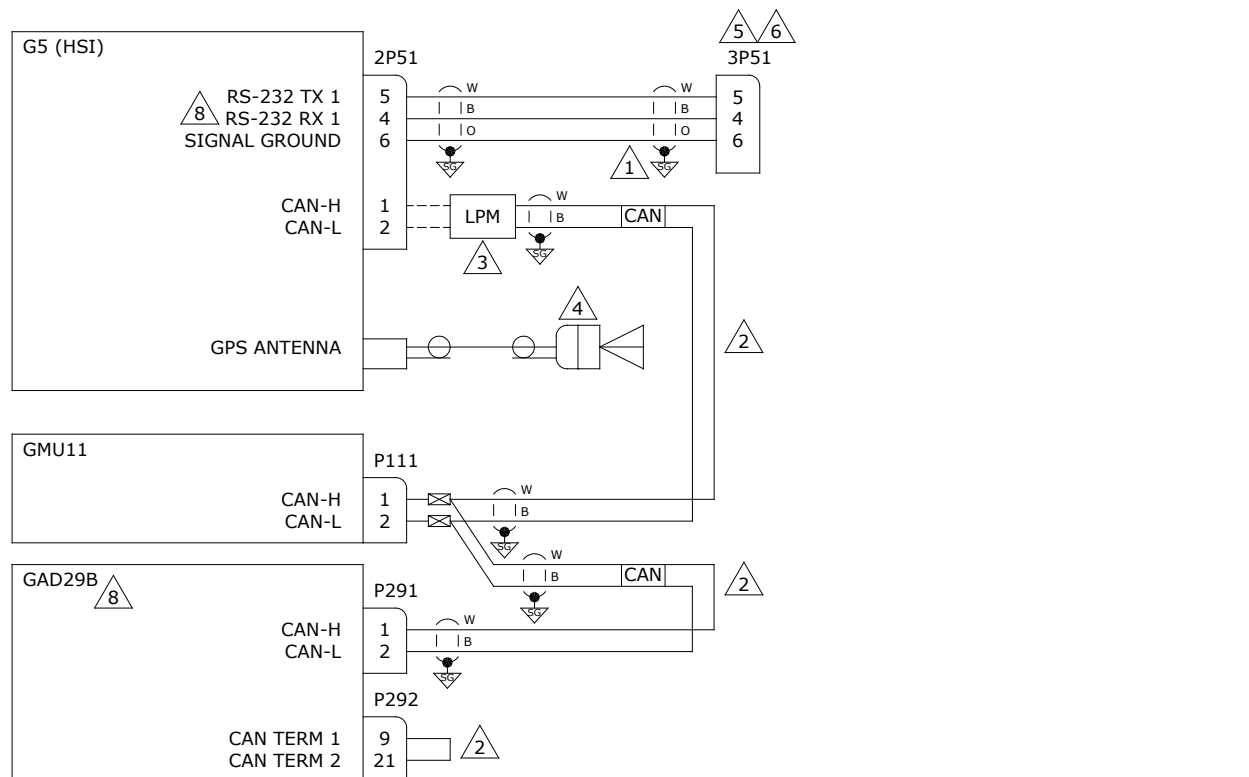 G5 (HSI)
2P51
5 6
3P51
RS-232 TX 1 5 W W 5
8 RS-232 RX 1 4 B B 4
SIGNAL GROUND 6 O O 6
SG 1 SG
CAN-H 1 LPM W CAN
CAN-L 2 B
3 SG
4
GPS ANTENNA
2
GMU11
P111
CAN-H 1 W
CAN-L 2 B
SG
GAD29B 8
W CAN
B
2
SG
P291
CAN-H 1 W
CAN-L 2 B
SG
P292
CAN TERM 1 9
CAN TERM 2 21
2